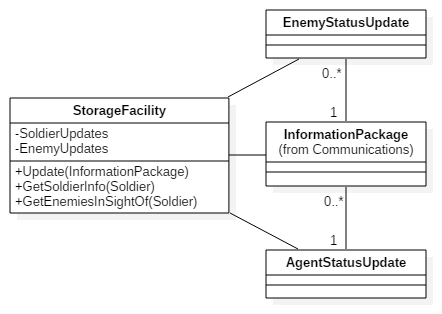 EnemyStatusUpdate
0..*
1
StorageFacility
-SoldierUpdates
-EnemyUpdates
+Update(InformationPackage)
+GetSoldierInfo(Soldier)
+GetEnemiesInSightOf(Soldier)
InformationPackage
(from Communications)
0..*
1
AgentStatusUpdate